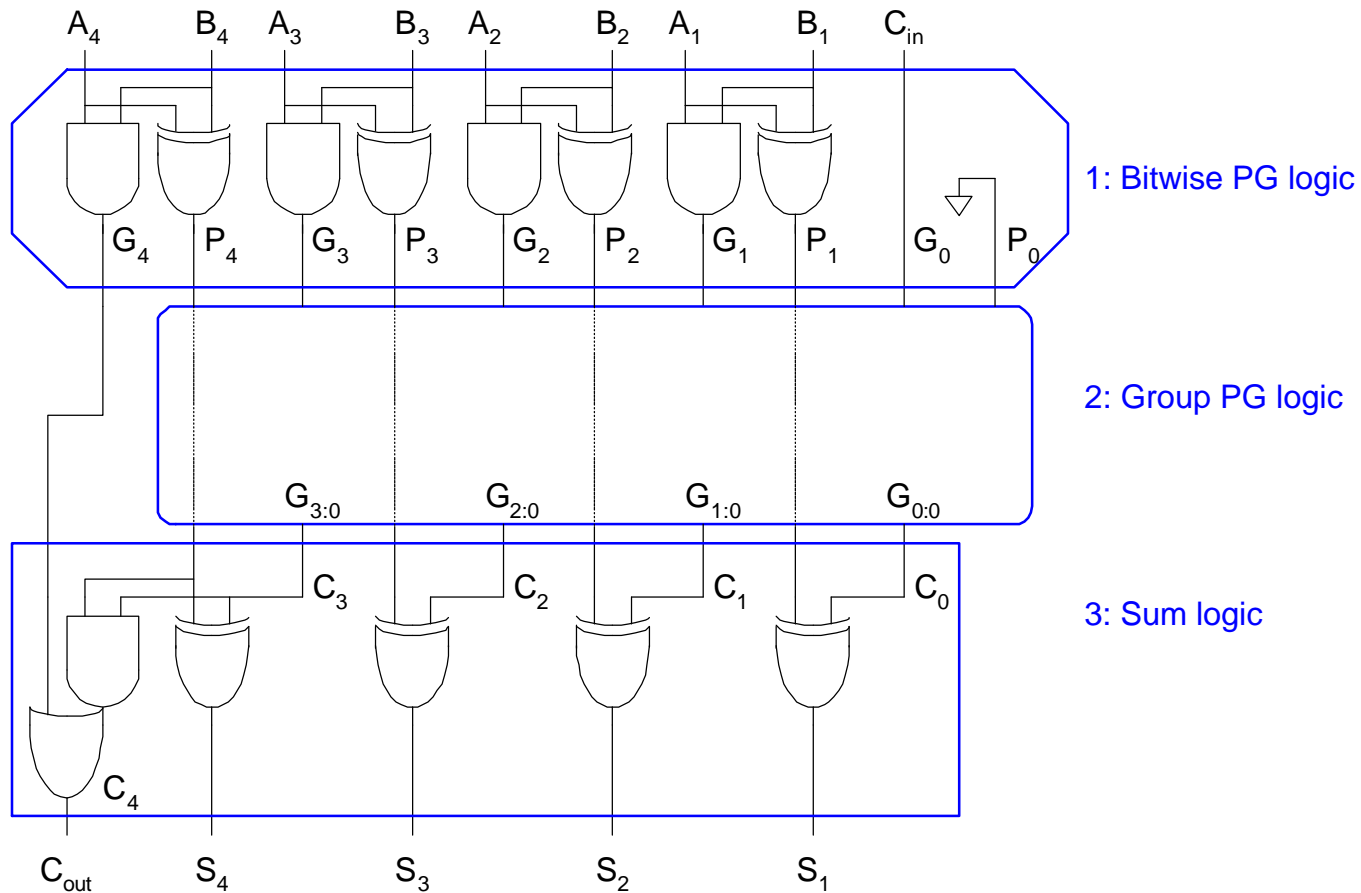 A4 B4 A3 B3 A2 B2 A1 B1 Cin
1: Bitwise PG logic
G4 P4 G3 P3 G2 P2 G1 P1 G0 P0
2: Group PG logic
G3:0 G2:0 G1:0 G0:0
C3 C2 C1 C0
3: Sum logic
C4
Cout S4 S3 S2 S1